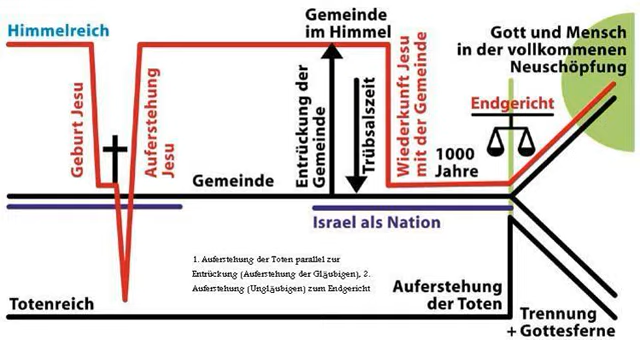 Himmelreich
Geburt Jesu
Auferstehung
Jesu
Gemeinde
Gemeinde
im Himmel
Entrückung der
Gemeinde
Trübsalszeit
Wiederkunft Jesu
mit der Gemeinde
1000
Jahre
Endgericht
Gott und Mensch
in der vollkommenen
Neuschöpfung
Israel als Nation
1. Auferstehung der Toten parallel zur
Entrückung (Auferstehung der Gläubigen), 2.
Auferstehung (Ungläubigen) zum Endgericht
Totenreich
Auferstehung
der Toten
Trennung
+ Gottesferne